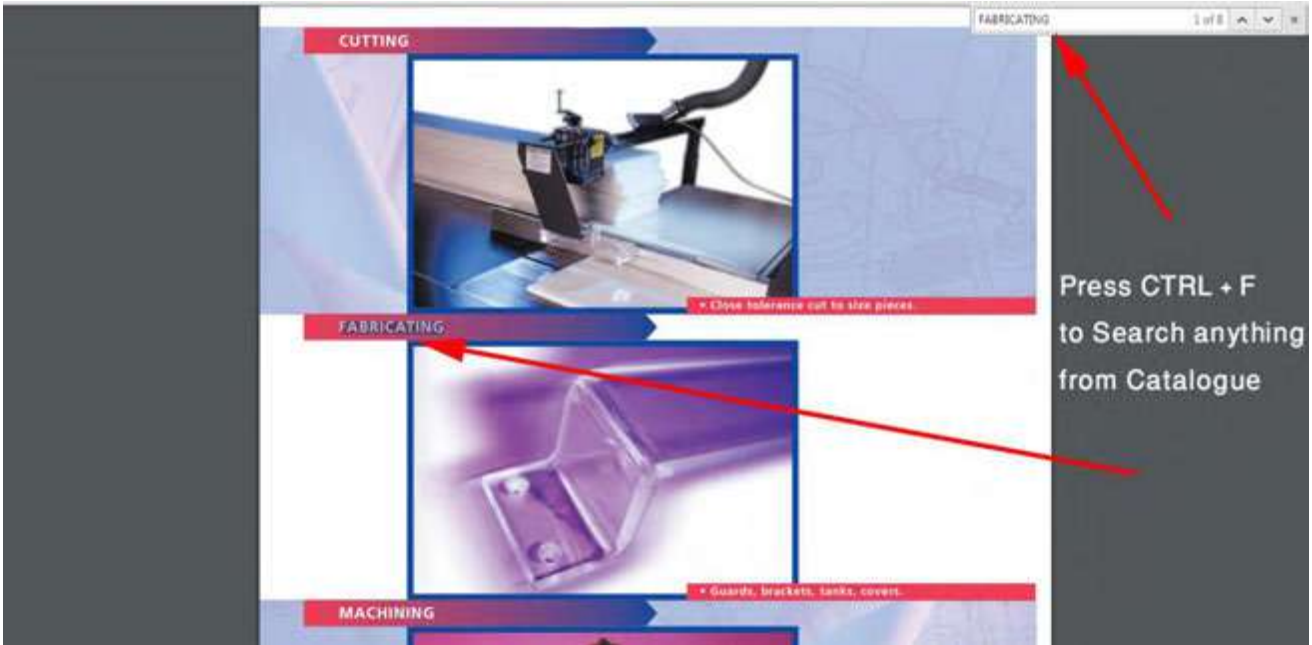 FABRICATING 1 of 8
CUTTING
• Close tolerance cut to size pieces.
Press CTRL + F
to Search anything
from Catalogue
FABRICATING
• Guards, brackets, tanks, covers.
MACHINING